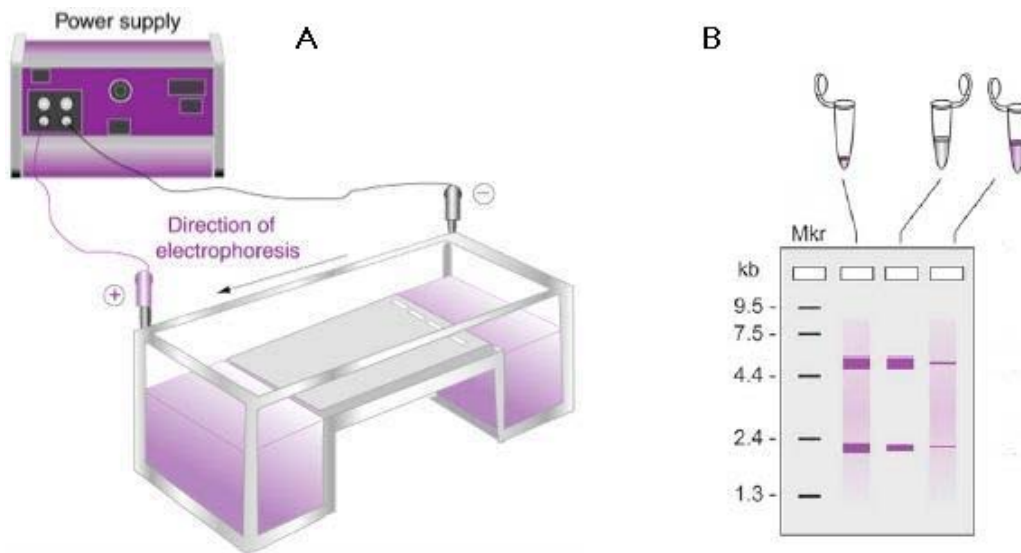 Power supply
A
−
Direction of
electrophoresis
+
B
Mkr
kb
9.5 -
7.5 -
4.4 -
2.4 -
1.3 -